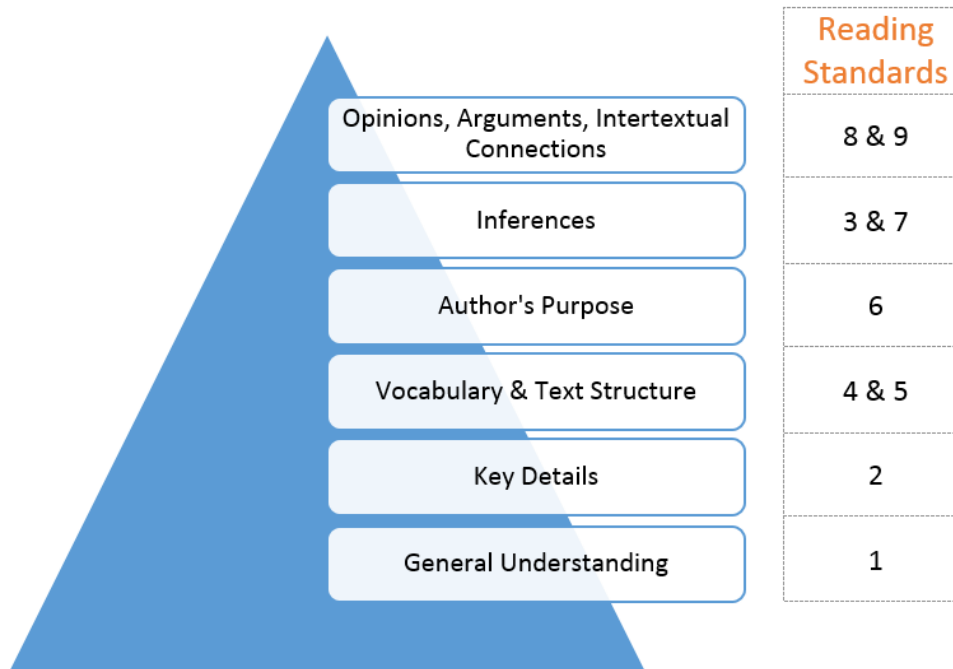 Reading
Standards
Opinions, Arguments, Intertextual
Connections
8 & 9
Inferences
3 & 7
Author's Purpose
6
Vocabulary & Text Structure
4 & 5
Key Details
2
General Understanding
1